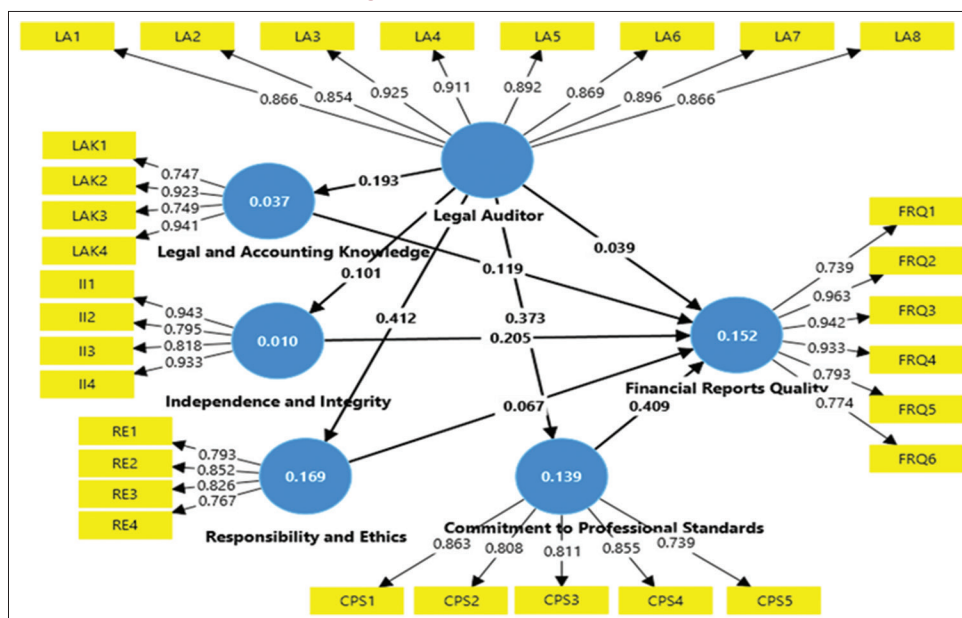 LA1 LA2 LA3 LA4 LA5 LA6 LA7 LA8
0.866 0.854 0.925 0.911 0.892 0.869 0.896 0.866
LAK1
LAK2
LAK3
LAK4
0.747
0.923
0.749
0.941
0.037
Legal and Accounting Knowledge
0.193
Legal Auditor
0.039
0.119
0.101
0.412
0.373
0.205
II1
II2
II3
II4
0.943
0.795
0.818
0.933
0.010
Independence and Integrity
0.067
0.409
RE1
RE2
RE3
RE4
0.793
0.852
0.826
0.767
0.169
Responsibility and Ethics
0.139
Commitment to Professional Standards
0.863 0.808 0.811 0.855 0.739
CPS1 CPS2 CPS3 CPS4 CPS5
0.152
Financial Reports Quality
0.739
0.963
0.942
0.933
0.793
0.774
FRQ1
FRQ2
FRQ3
FRQ4
FRQ5
FRQ6